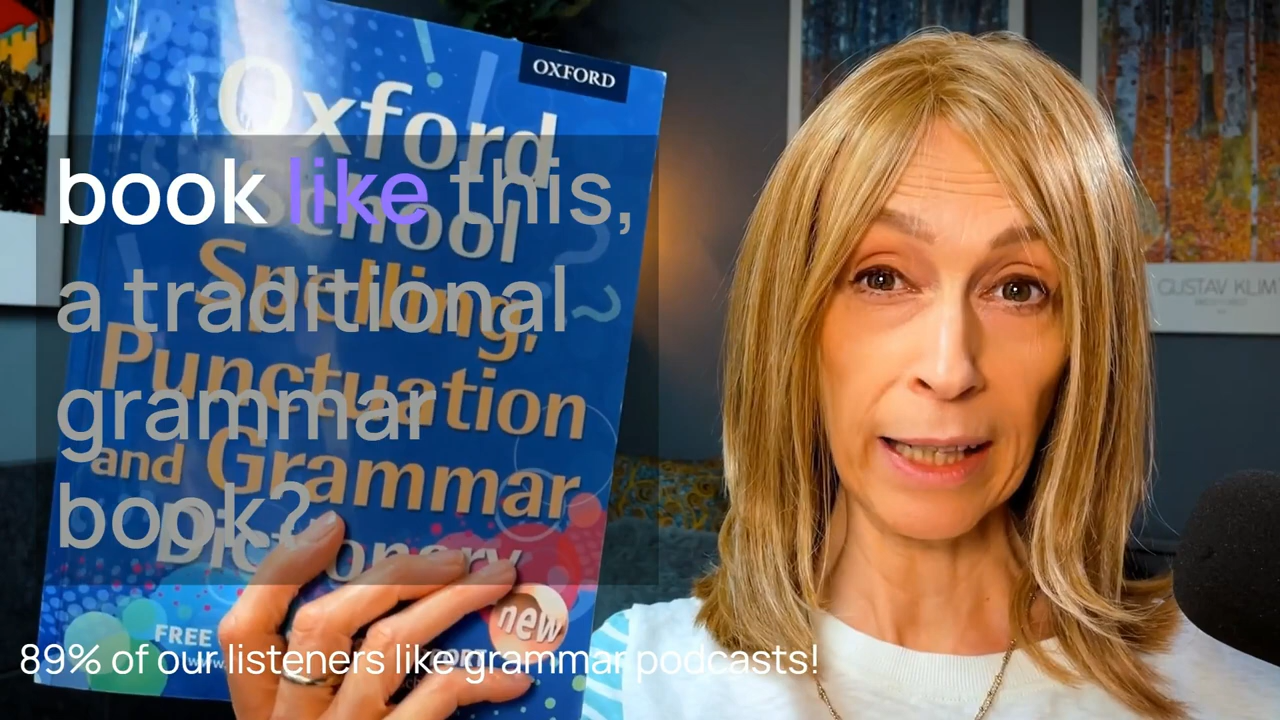 OXFORD
Oxford
School
Spelling,
Punctuation
and Grammar
Dictionary
new
FREE
book like this,
a traditional
grammar
book?
89% of our listeners like grammar podcasts!
GUSTAV KLIM